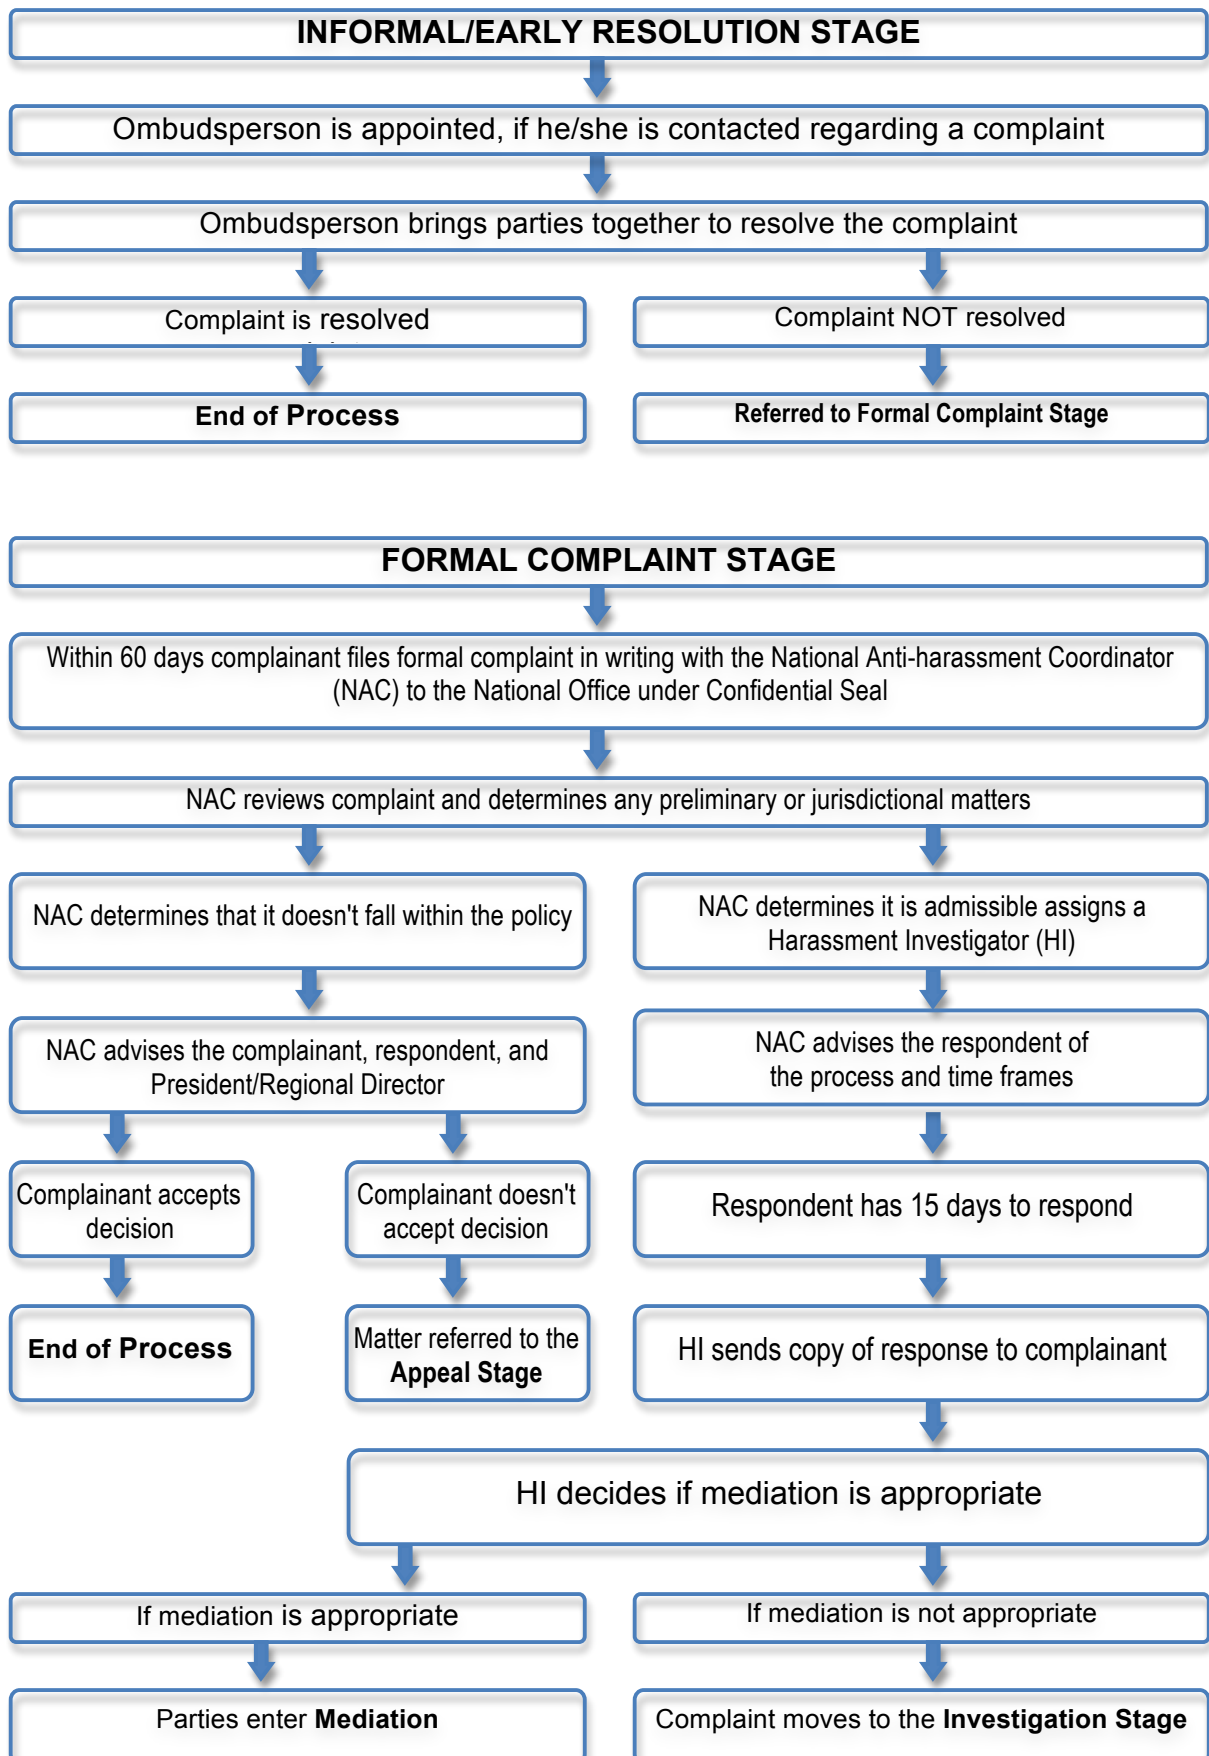 INFORMAL/EARLY RESOLUTION STAGE
Ombudsperson is appointed, if he/she is contacted regarding a complaint
Ombudsperson brings parties together to resolve the complaint
Complaint is resolved
Complaint NOT resolved
End of Process
Referred to Formal Complaint Stage
FORMAL COMPLAINT STAGE
Within 60 days complainant files formal complaint in writing with the National Anti-harassment Coordinator
(NAC) to the National Office under Confidential Seal
NAC reviews complaint and determines any preliminary or jurisdictional matters
NAC determines that it doesn't fall within the policy
NAC determines it is admissible assigns a
Harassment Investigator (HI)
NAC advises the complainant, respondent, and
President/Regional Director
NAC advises the respondent of
the process and time frames
Complainant accepts
decision
Complainant doesn't
accept decision
Respondent has 15 days to respond
End of Process
Matter referred to the
Appeal Stage
HI sends copy of response to complainant
HI decides if mediation is appropriate
If mediation is appropriate
If mediation is not appropriate
Parties enter Mediation
Complaint moves to the Investigation Stage